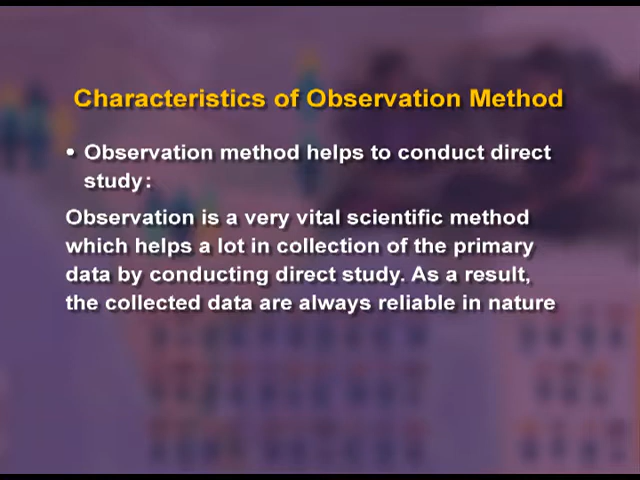 Characteristics of Observation Method
• Observation method helps to conduct direct
study:
Observation is a very vital scientific method
which helps a lot in collection of the primary
data by conducting direct study. As a result,
the collected data are always reliable in nature